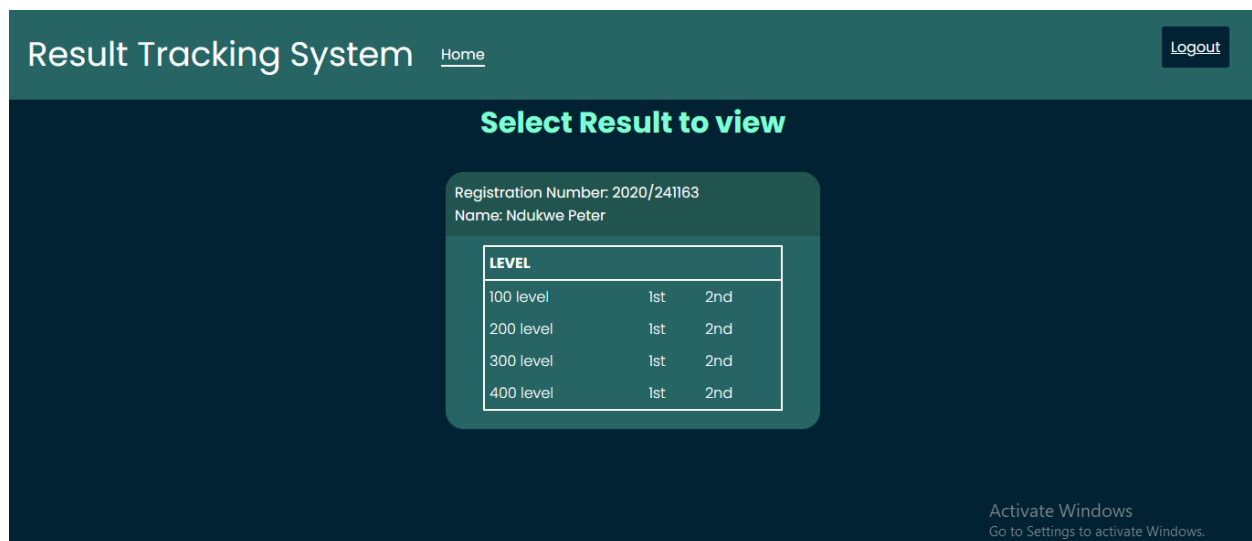 Result Tracking System Home Logout
Select Result to view
Registration Number: 2020/241163
Name: Ndukwe Peter
LEVEL
100 level 1st 2nd
200 level 1st 2nd
300 level 1st 2nd
400 level 1st 2nd
Activate Windows
Go to Settings to activate Windows.